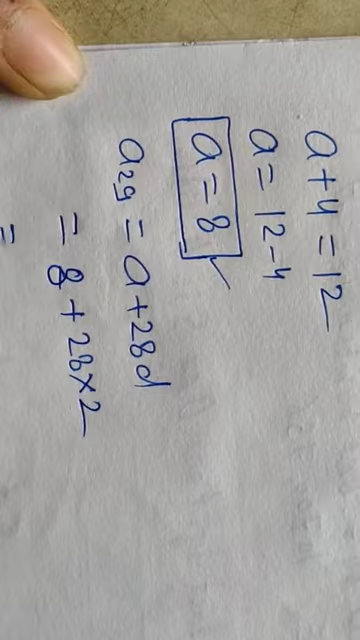 a + 4 = 12
a = 12 - 4
a = 8
a29 = a + 28d
= 8 + 28 × 2
=